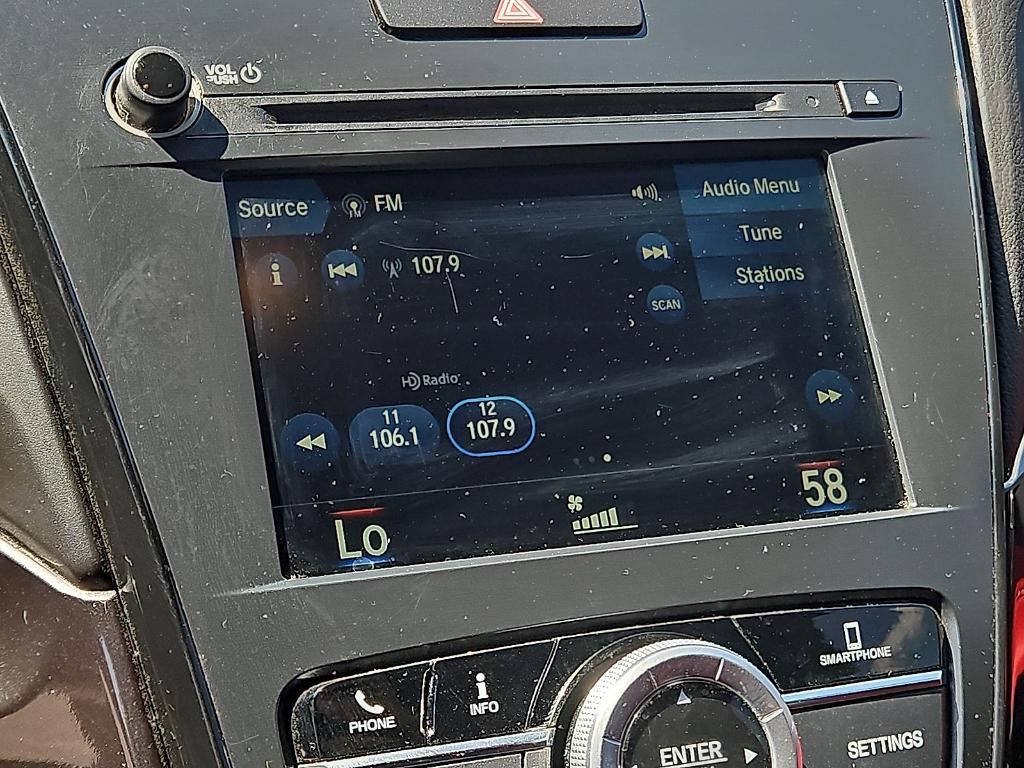 VOL
PUSH
Source
FM
Audio Menu
Tune
107.9
Stations
SCAN
HD Radio
11
106.1
12
107.9
58
Lo
SMARTPHONE
PHONE
INFO
ENTER
SETTINGS